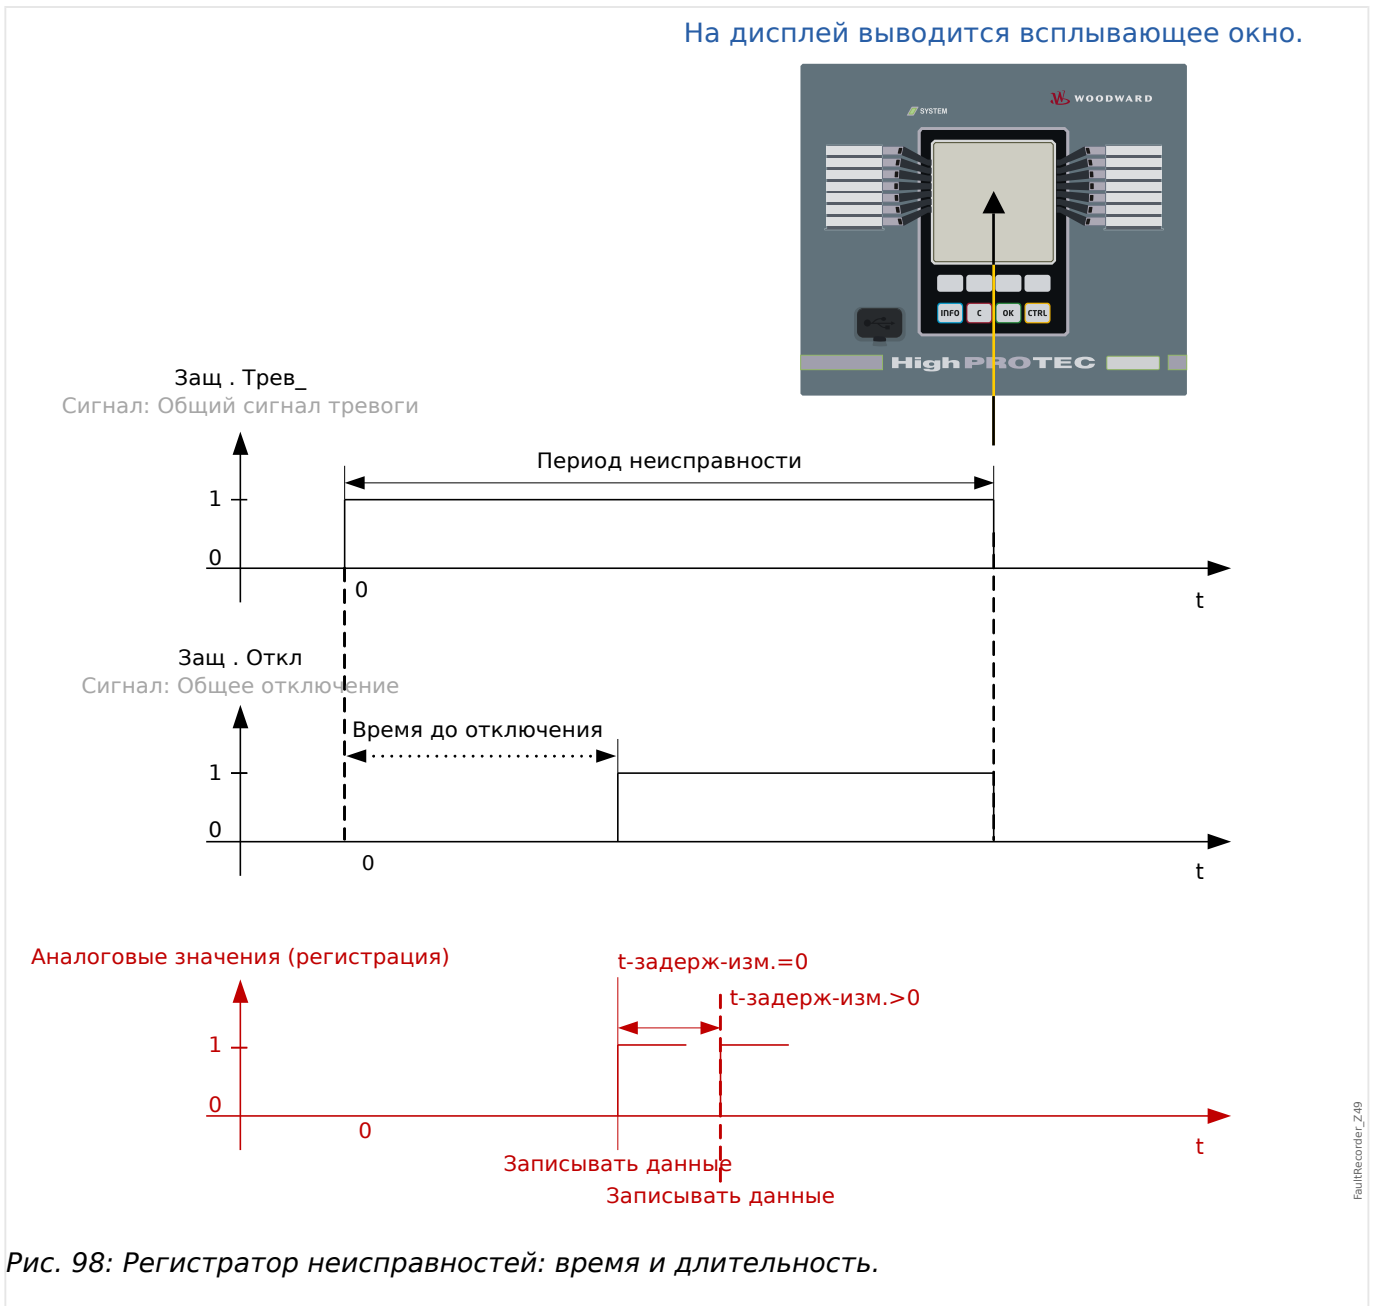 На дисплей выводится всплывающее окно.
WOODWARD
SYSTEM
INFO
C
OK
CTRL
HighPROTEC
Защ . Трев_
Сигнал: Общий сигнал тревоги
Период неисправности
1
0
0
t
Защ . Откл
Сигнал: Общее отключение
Время до отключения
1
0
0
t
Аналоговые значения (регистрация)
t-задерж-изм.=0
t-задерж-изм.>0
1
0
0
t
Записывать данные
Записывать данные
FaultRecorder_Z49
Рис. 98: Регистратор неисправностей: время и длительность.